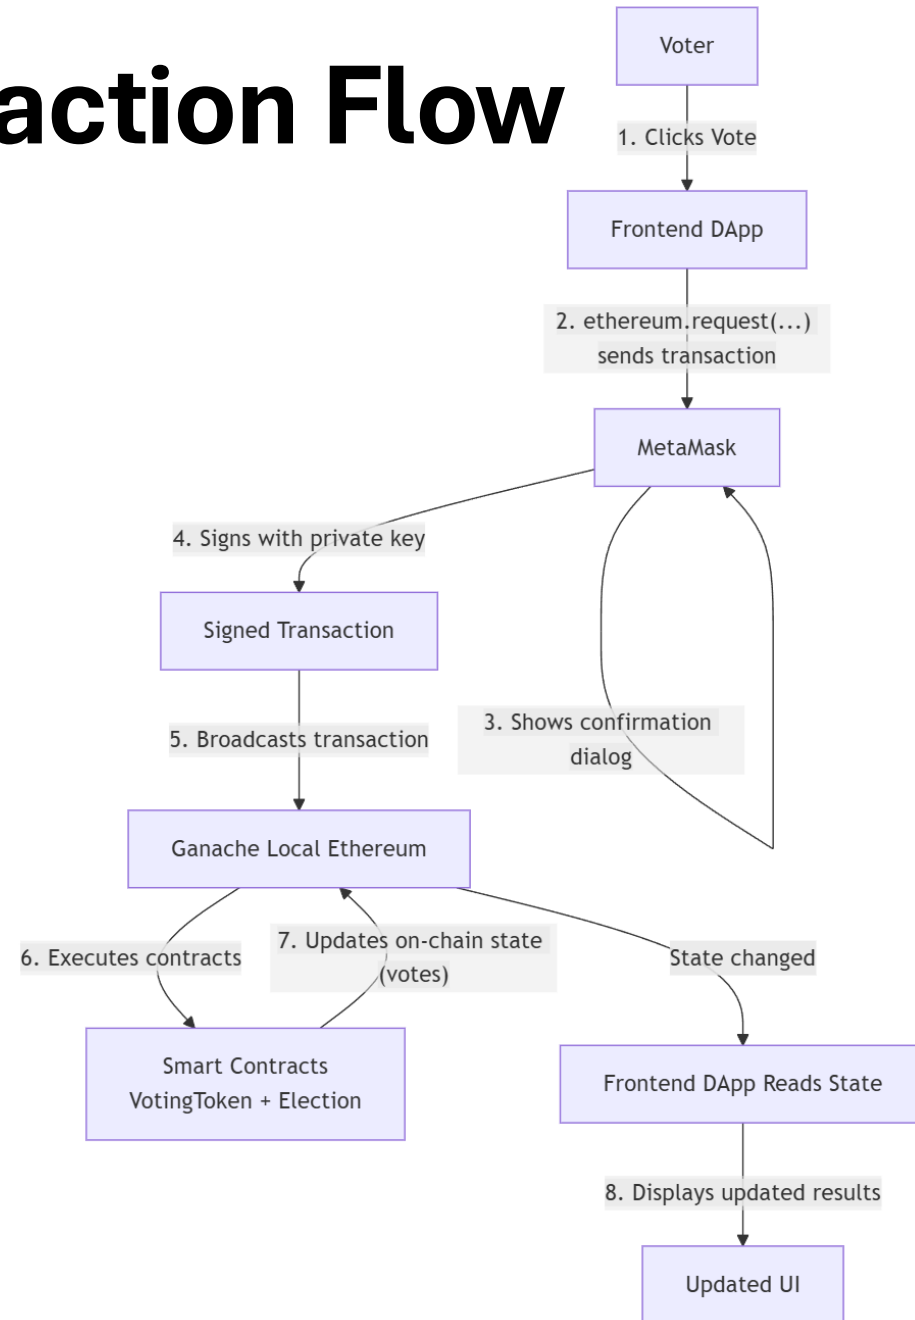 action Flow
Voter
1. Clicks Vote
Frontend DApp
2. ethereum.request(...)
sends transaction
MetaMask
4. Signs with private key
Signed Transaction
3. Shows confirmation
dialog
5. Broadcasts transaction
Ganache Local Ethereum
7. Updates on-chain state
(votes)
6. Executes contracts
State changed
Smart Contracts
VotingToken + Election
Frontend DApp Reads State
8. Displays updated results
Updated UI